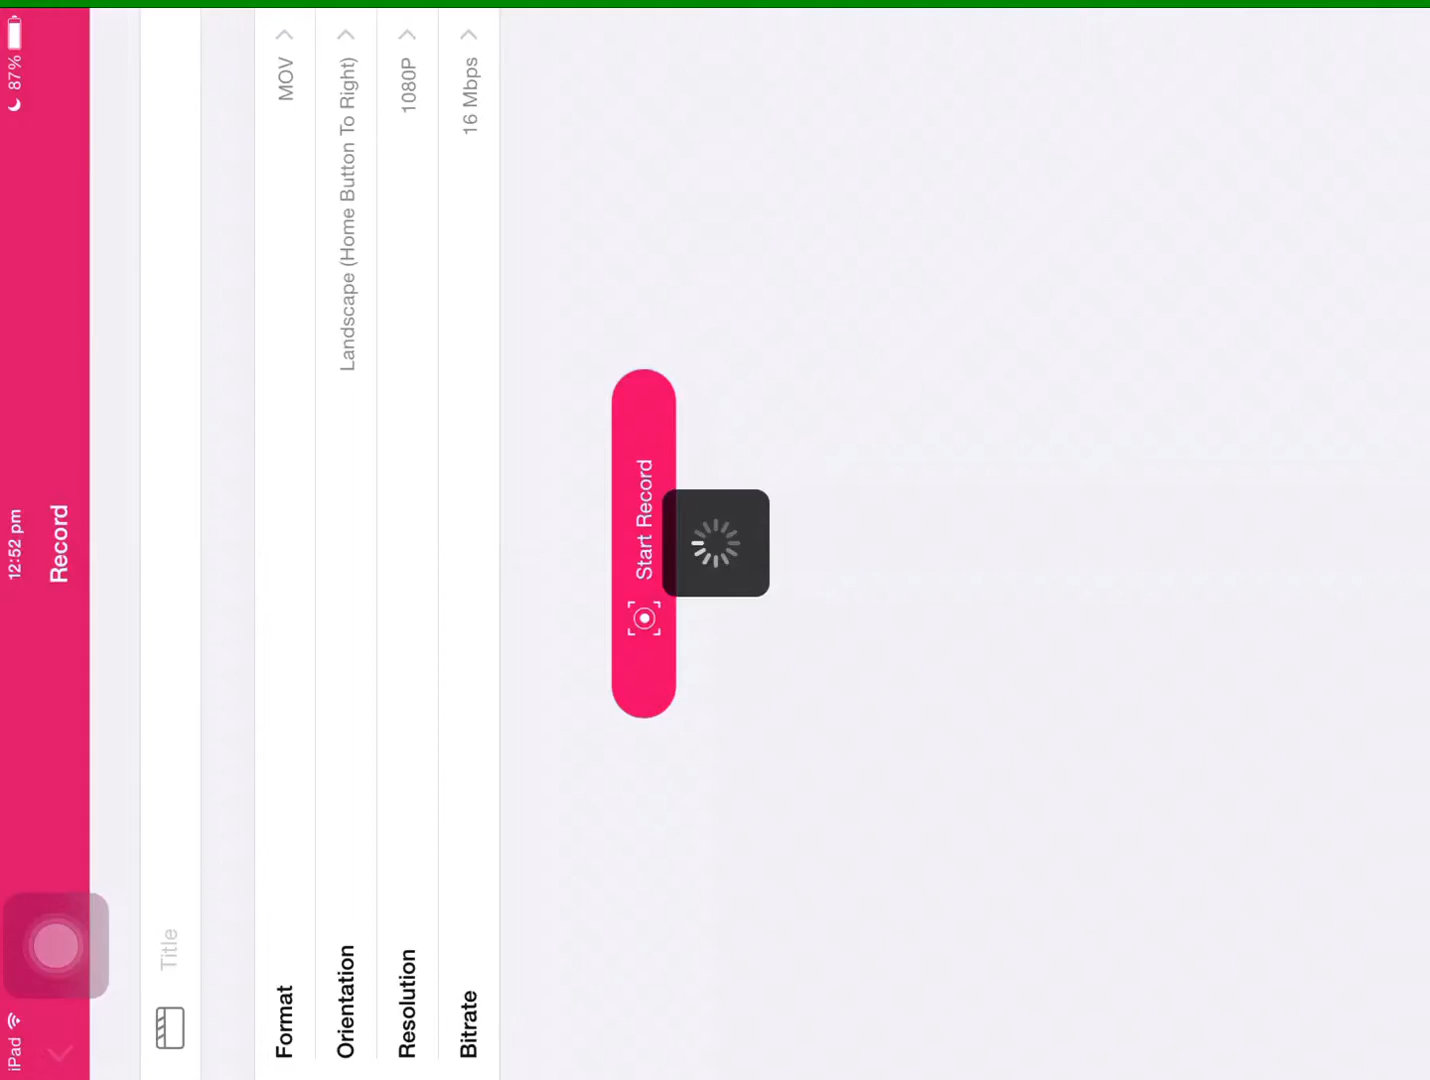 iPad 12:52 pm 87%
Record
Title
Format MOV
Orientation Landscape (Home Button To Right)
Resolution 1080P
Bitrate 16 Mbps
Start Record